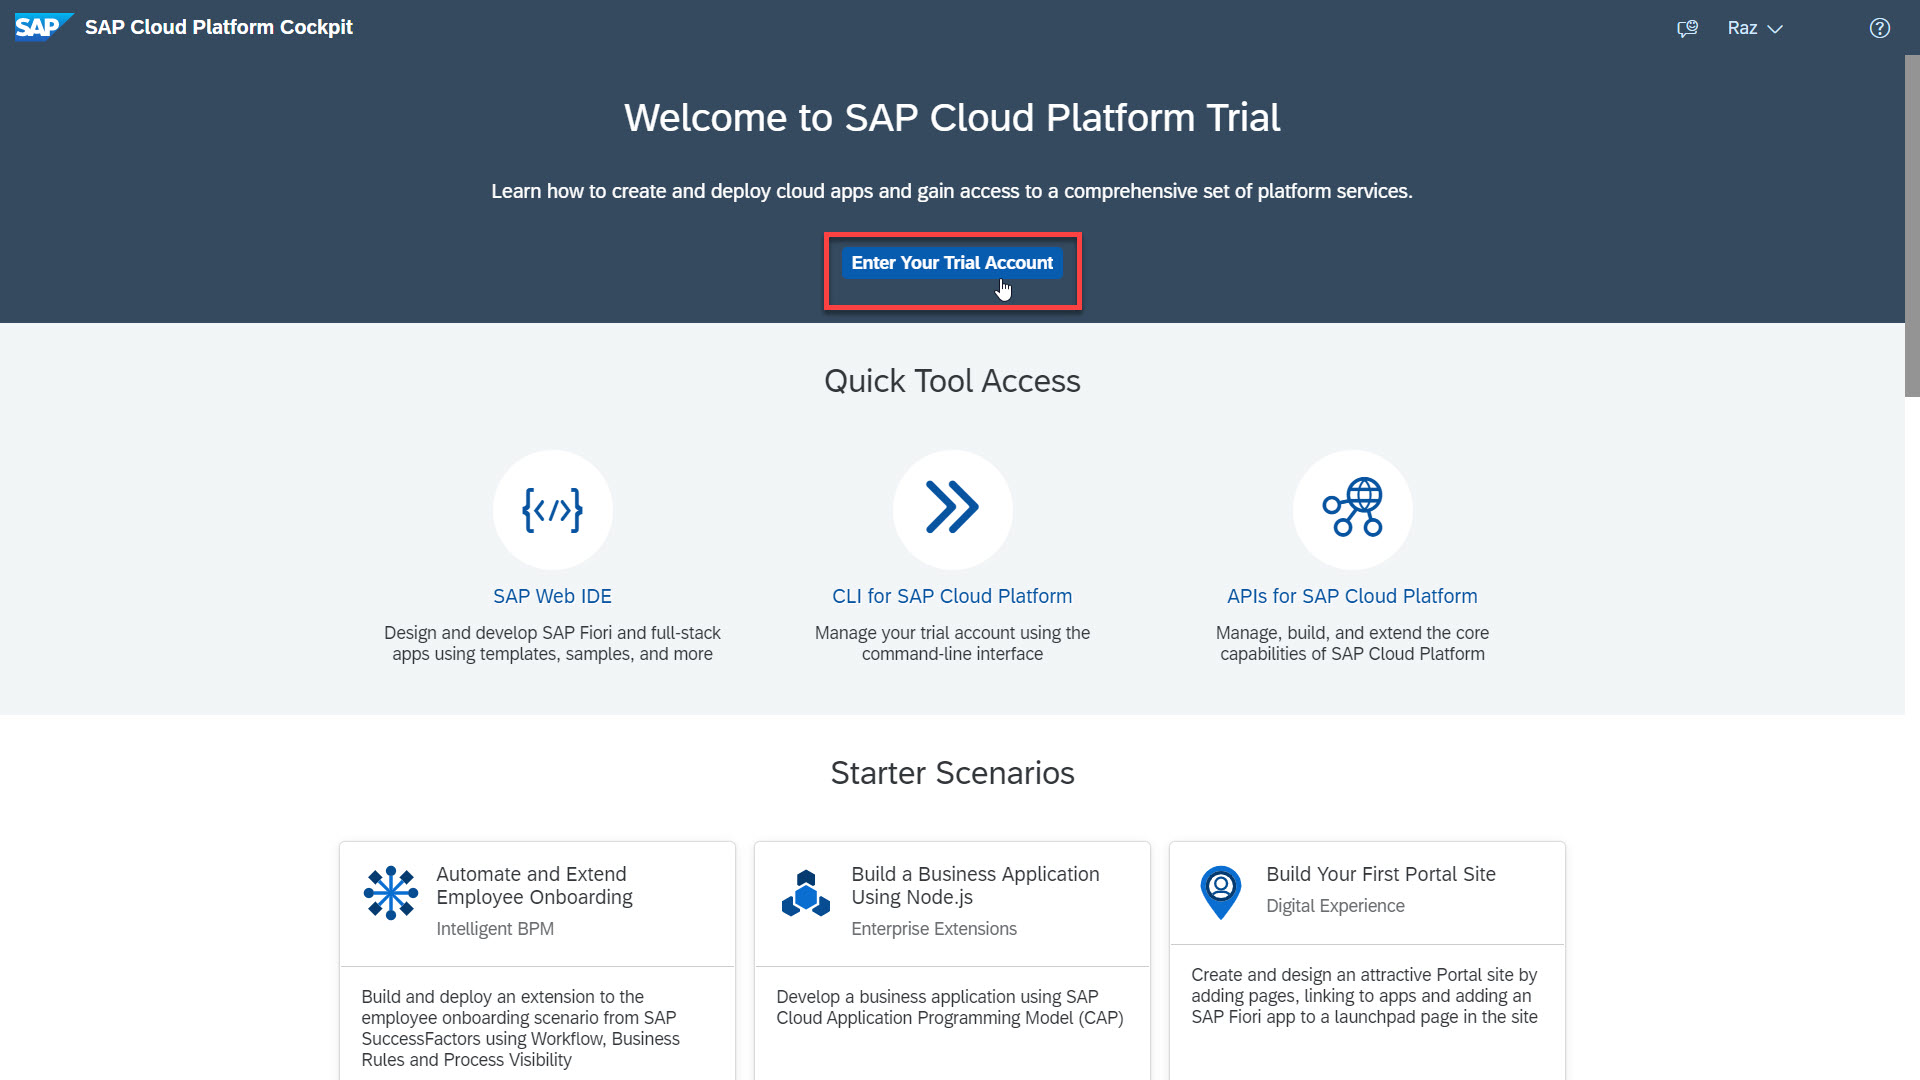 SAP SAP Cloud Platform Cockpit
Raz
Welcome to SAP Cloud Platform Trial
Learn how to create and deploy cloud apps and gain access to a comprehensive set of platform services.
Enter Your Trial Account
Quick Tool Access
SAP Web IDE
Design and develop SAP Fiori and full-stack
apps using templates, samples, and more
CLI for SAP Cloud Platform
Manage your trial account using the
command-line interface
APIs for SAP Cloud Platform
Manage, build, and extend the core
capabilities of SAP Cloud Platform
Starter Scenarios
Automate and Extend
Employee Onboarding
Intelligent BPM
Build and deploy an extension to the
employee onboarding scenario from SAP
SuccessFactors using Workflow, Business
Rules and Process Visibility
Build a Business Application
Using Node.js
Enterprise Extensions
Develop a business application using SAP
Cloud Application Programming Model (CAP)
Build Your First Portal Site
Digital Experience
Create and design an attractive Portal site by
adding pages, linking to apps and adding an
SAP Fiori app to a launchpad page in the site